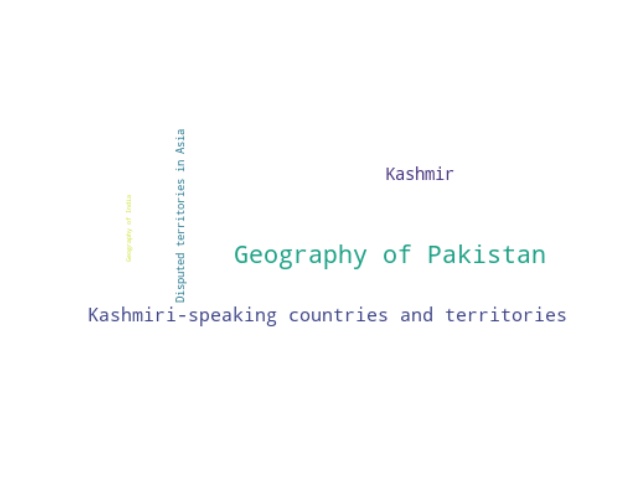 Kashmir
Geography of India
Disputed territories in Asia
Geography of Pakistan
Kashmiri-speaking countries and territories